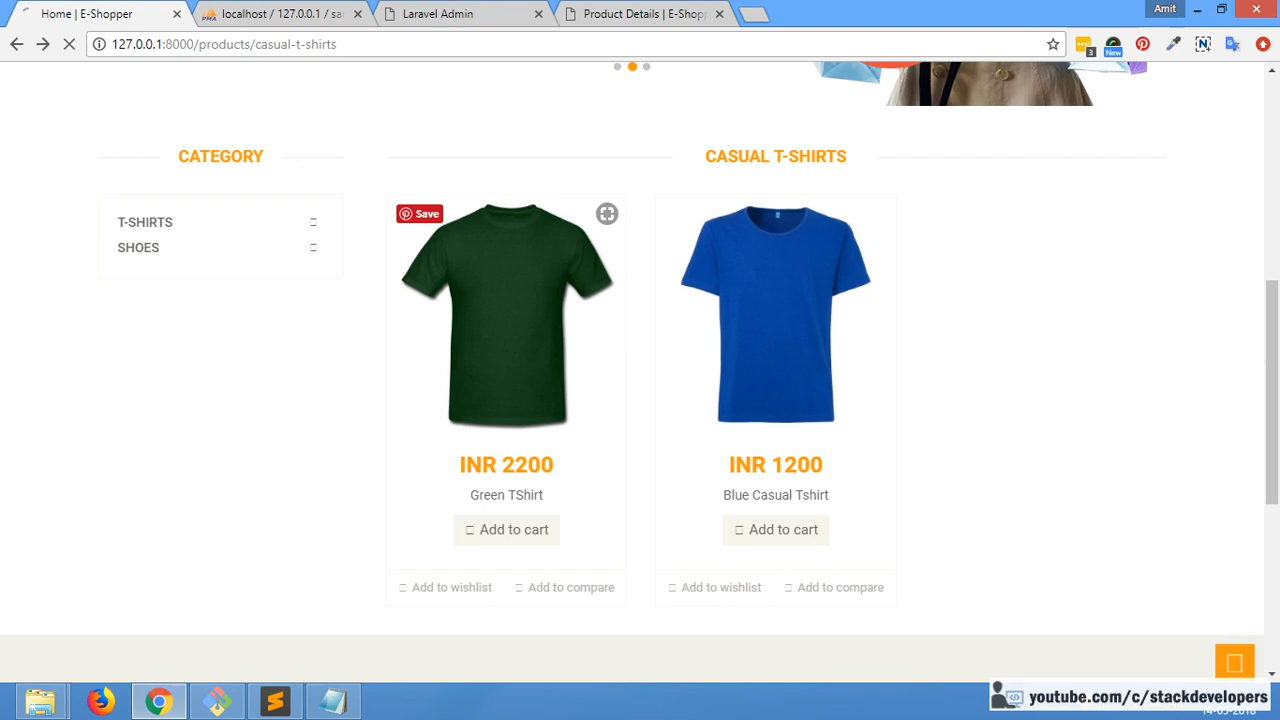 Home | E-Shopper
localhost / 127.0.0.1 / sa
Laravel Admin
Product Details | E-Shop
Amit
127.0.0.1:8000/products/casual-t-shirts
3
New
CATEGORY
CASUAL T-SHIRTS
T-SHIRTS
SHOES
Save
INR 2200
INR 1200
Green TShirt
Blue Casual Tshirt
Add to cart
Add to cart
Add to wishlist
Add to compare
Add to wishlist
Add to compare
youtube.com/c/stackdevelopers